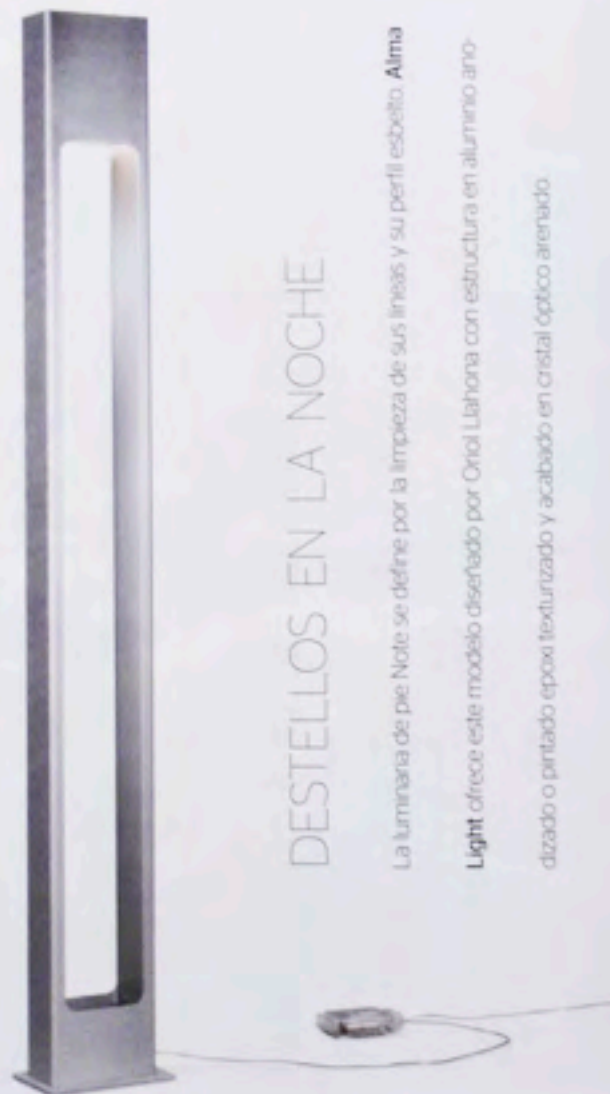 DESTELLOS EN LA NOCHE
La luminaria de pie Note se define por la limpieza de sus líneas y su perfil esbelto. Alma
Light ofrece este modelo diseñado por Oriol Llahona con estructura en aluminio ano-
dizado o pintado epoxi texturizado y acabado en cristal óptico arenado.